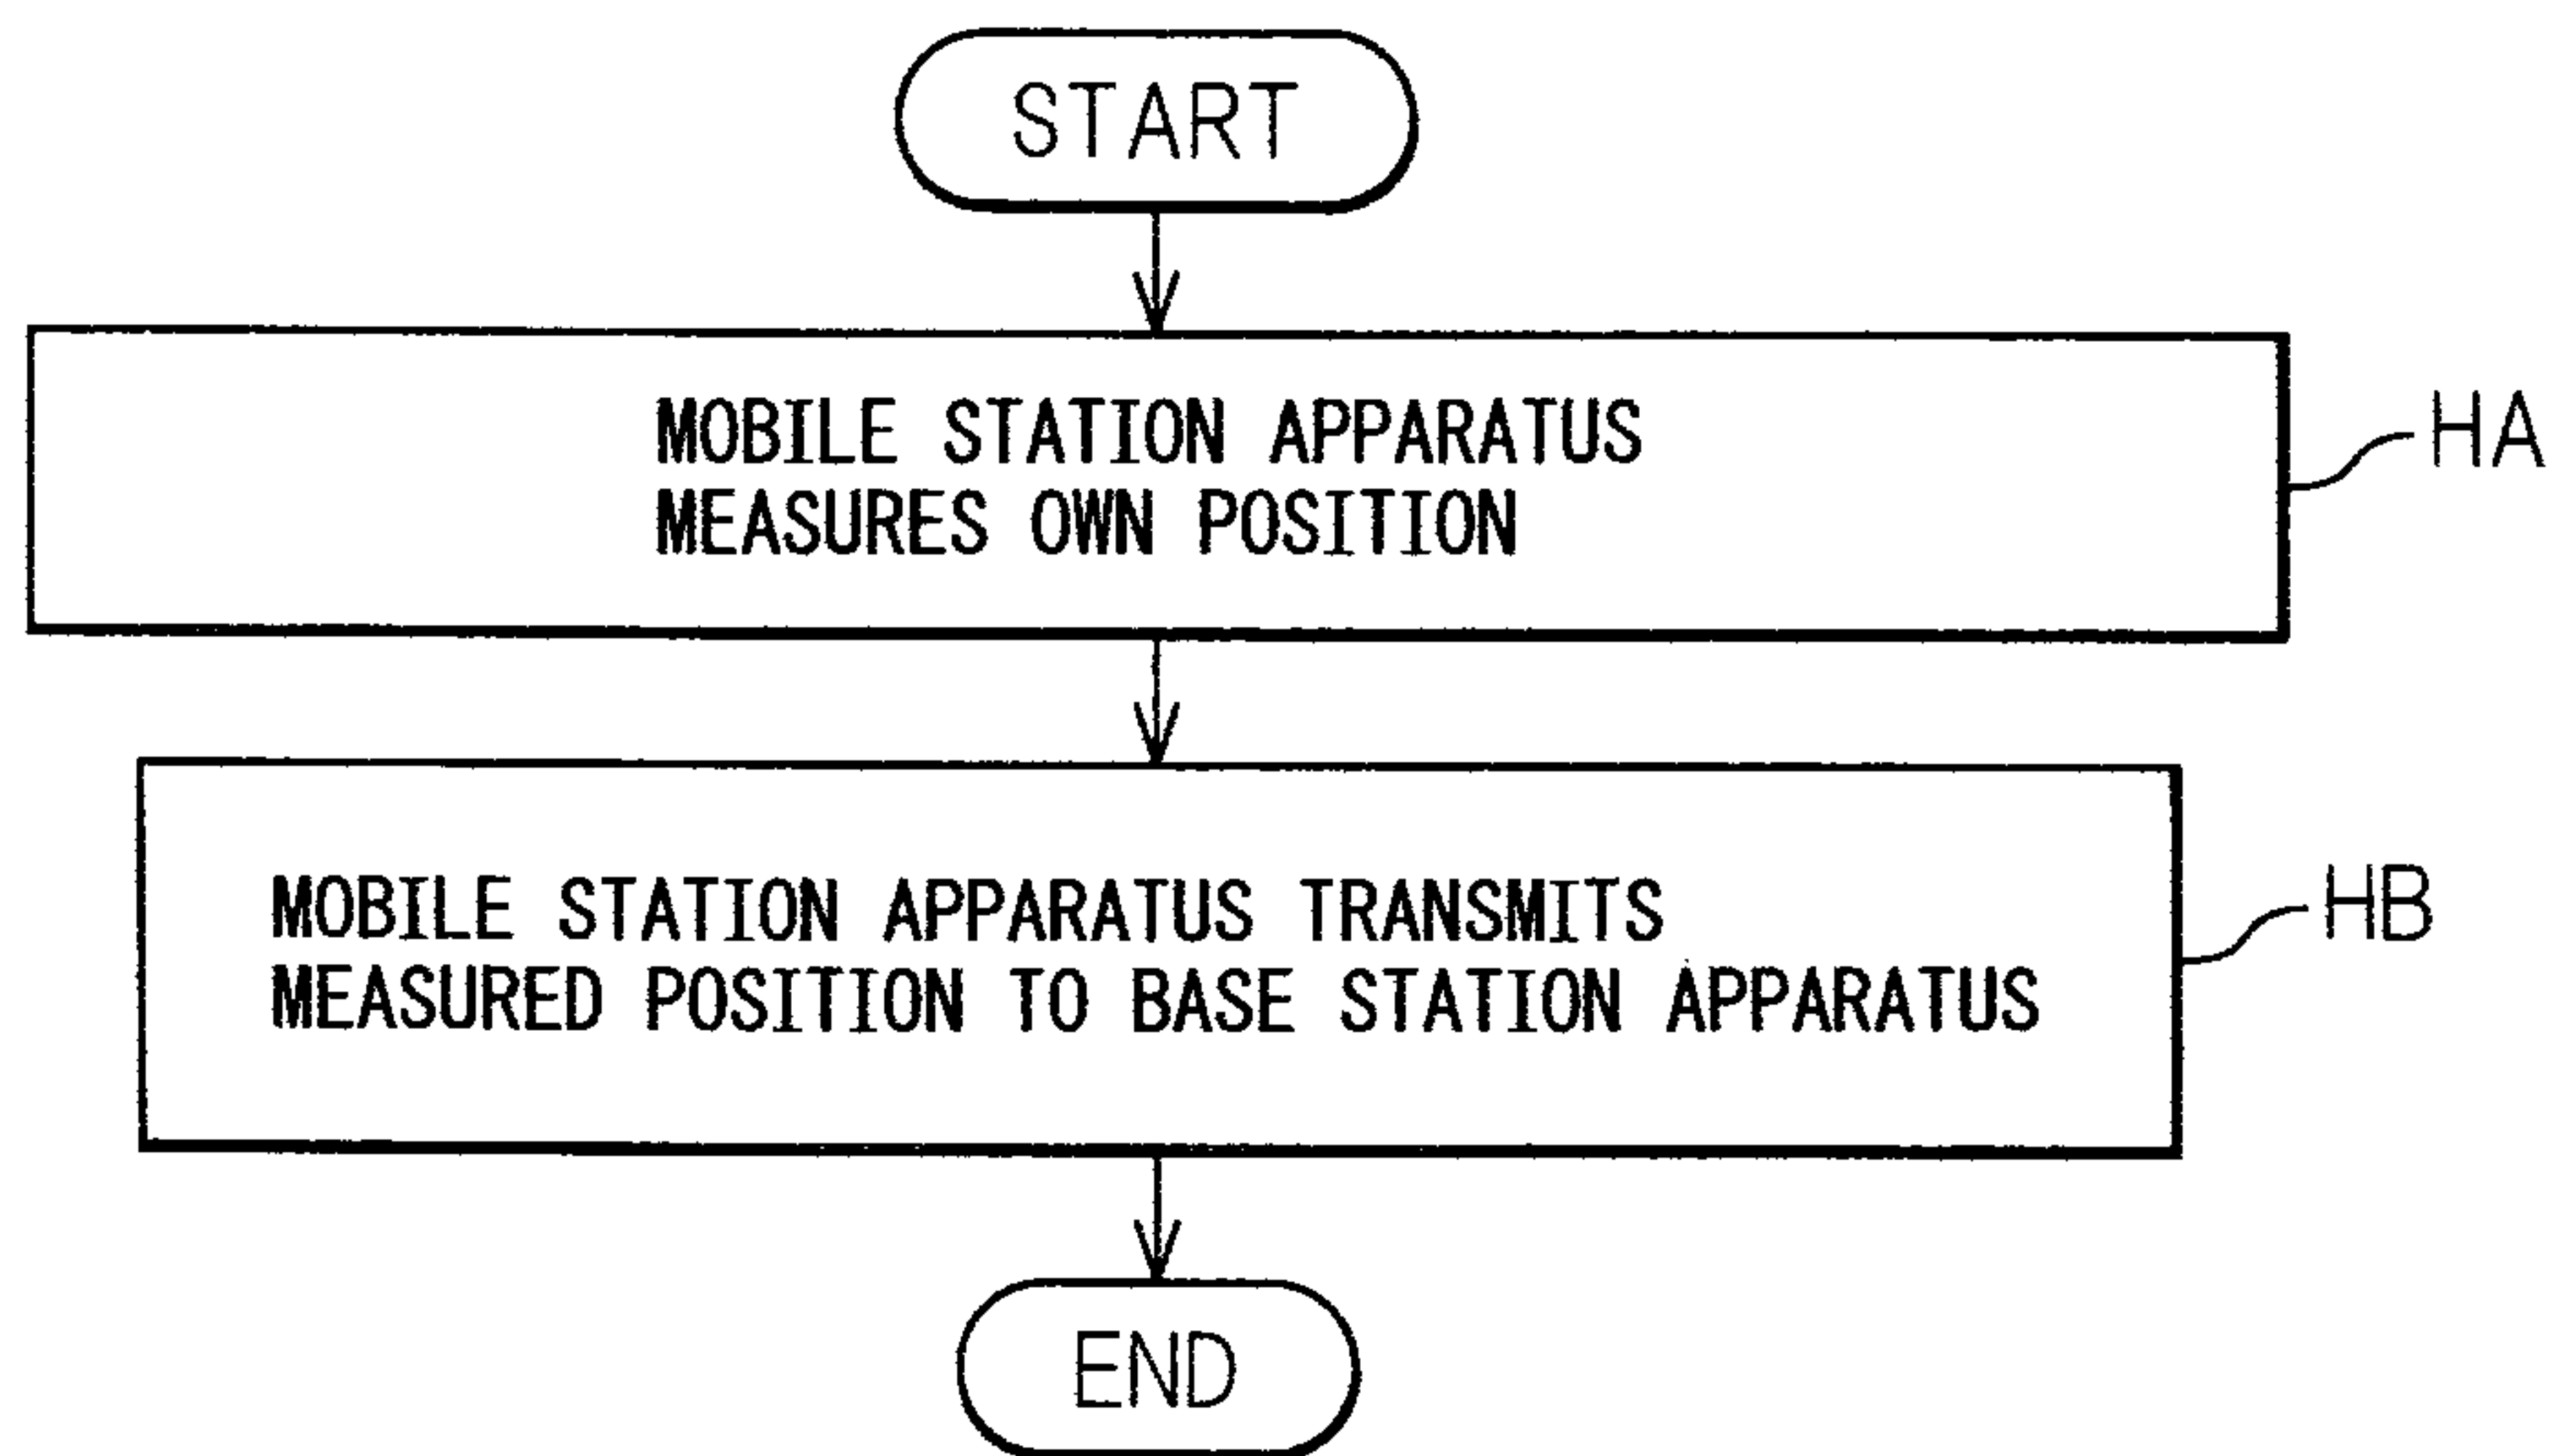 START
MOBILE STATION APPARATUS
MEASURES OWN POSITION
HA
MOBILE STATION APPARATUS TRANSMITS
MEASURED POSITION TO BASE STATION APPARATUS
HB
END